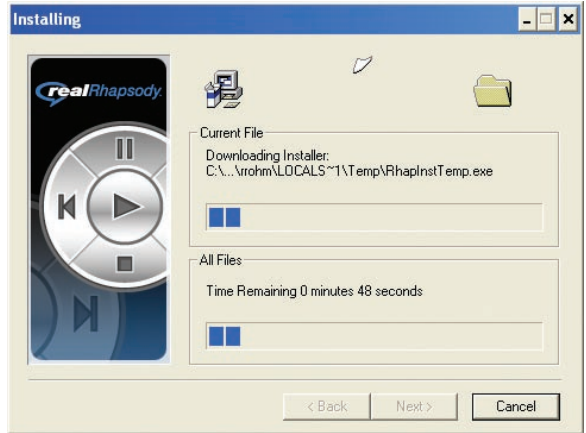 Installing
realRhapsody
Current File
Downloading Installer:
C:\...\rrohm\LOCALS~1\Temp\RhapInstTemp.exe
All Files
Time Remaining 0 minutes 48 seconds
< Back
Next >
Cancel